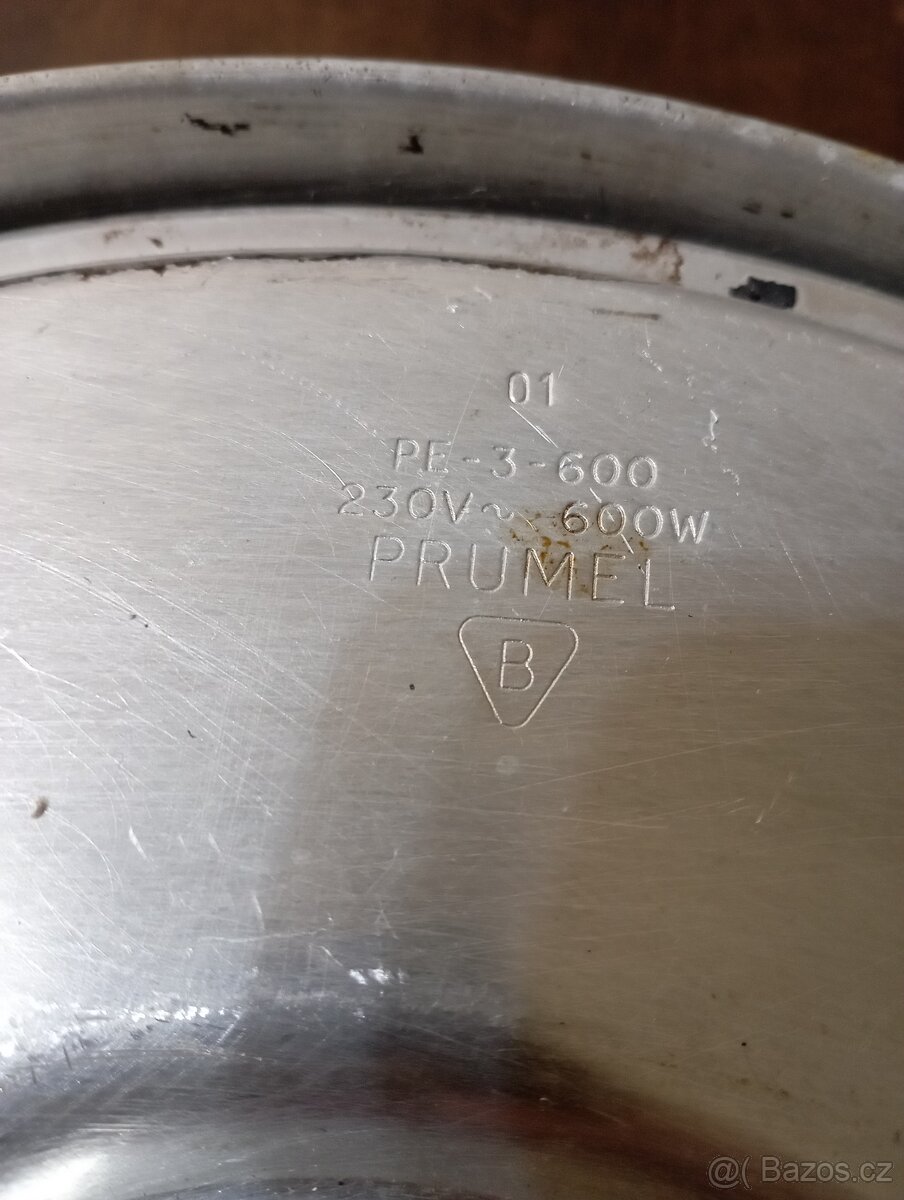 01
PE-3-600
230V~ 600W
PRUMEL
B
@( Bazos.cz